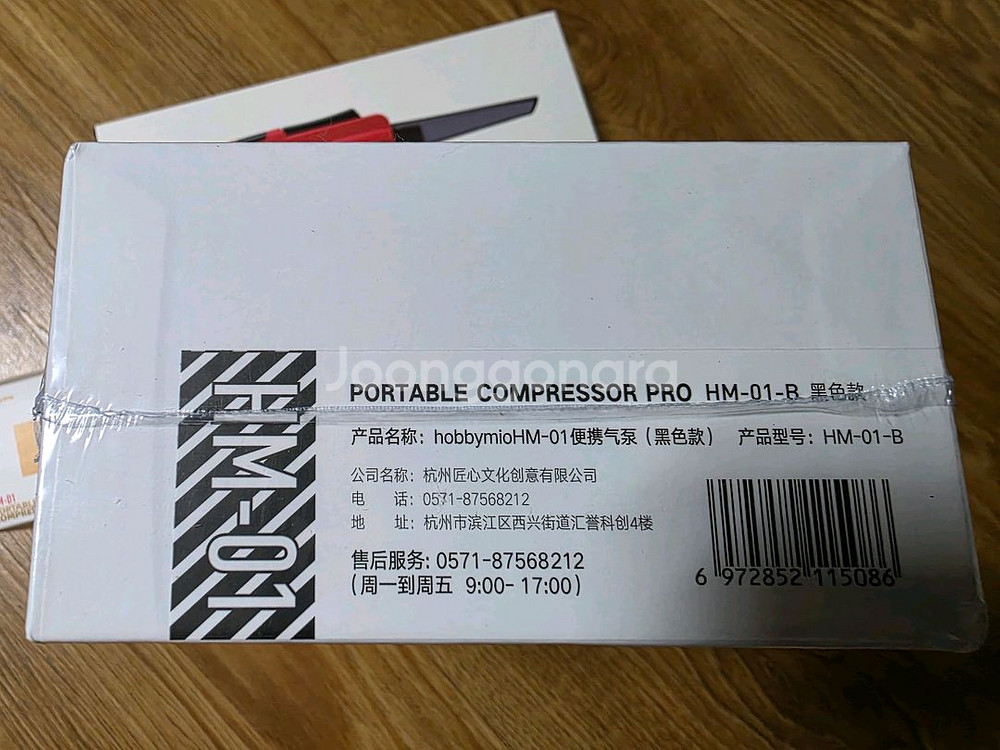 Joonggonara
PORTABLE COMPRESSOR PRO HM-01-B 黑色款
产品名称：hobbymioHM-01便携气泵（黑色款） 产品型号：HM-01-B
公司名称：杭州匠心文化创意有限公司
电 话：0571-87568212
地 址：杭州市滨江区西兴街道汇誉科创4楼
售后服务: 0571-87568212
(周一到周五 9:00- 17:00)
HM-01
6 972852 115086